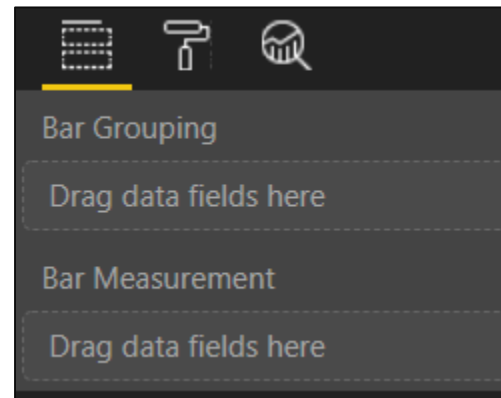 Bar Grouping
Drag data fields here
Bar Measurement
Drag data fields here